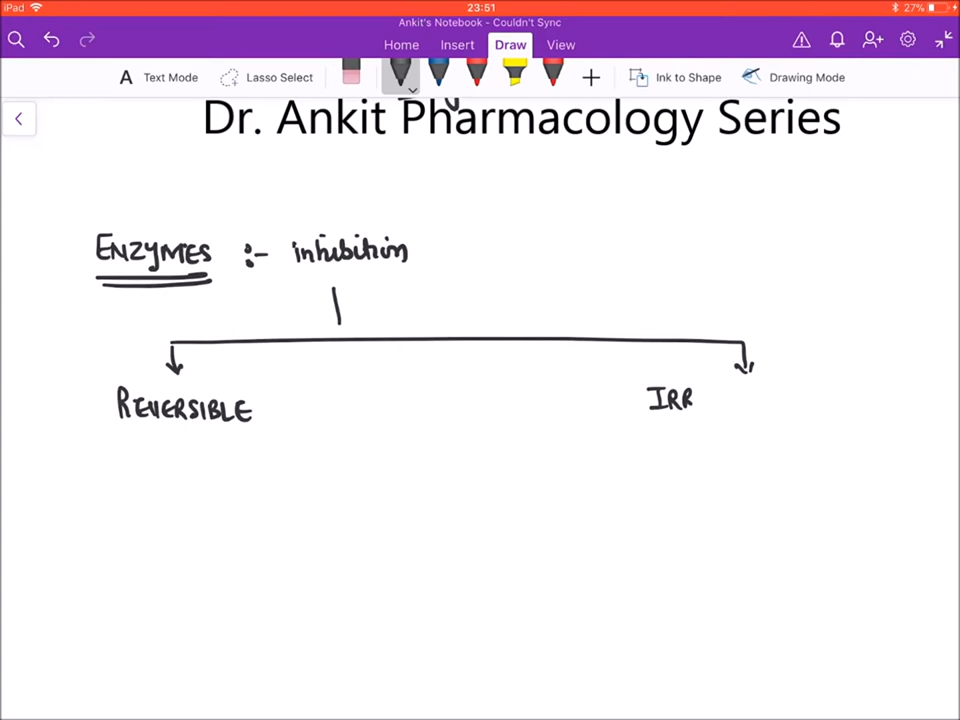 iPad 23:51 27%
Ankit's Notebook - Couldn't Sync
Home Insert Draw View
Text Mode Lasso Select Ink to Shape Drawing Mode
Dr. Ankit Pharmacology Series
ENZYMES :- inhibition
REVERSIBLE IRR